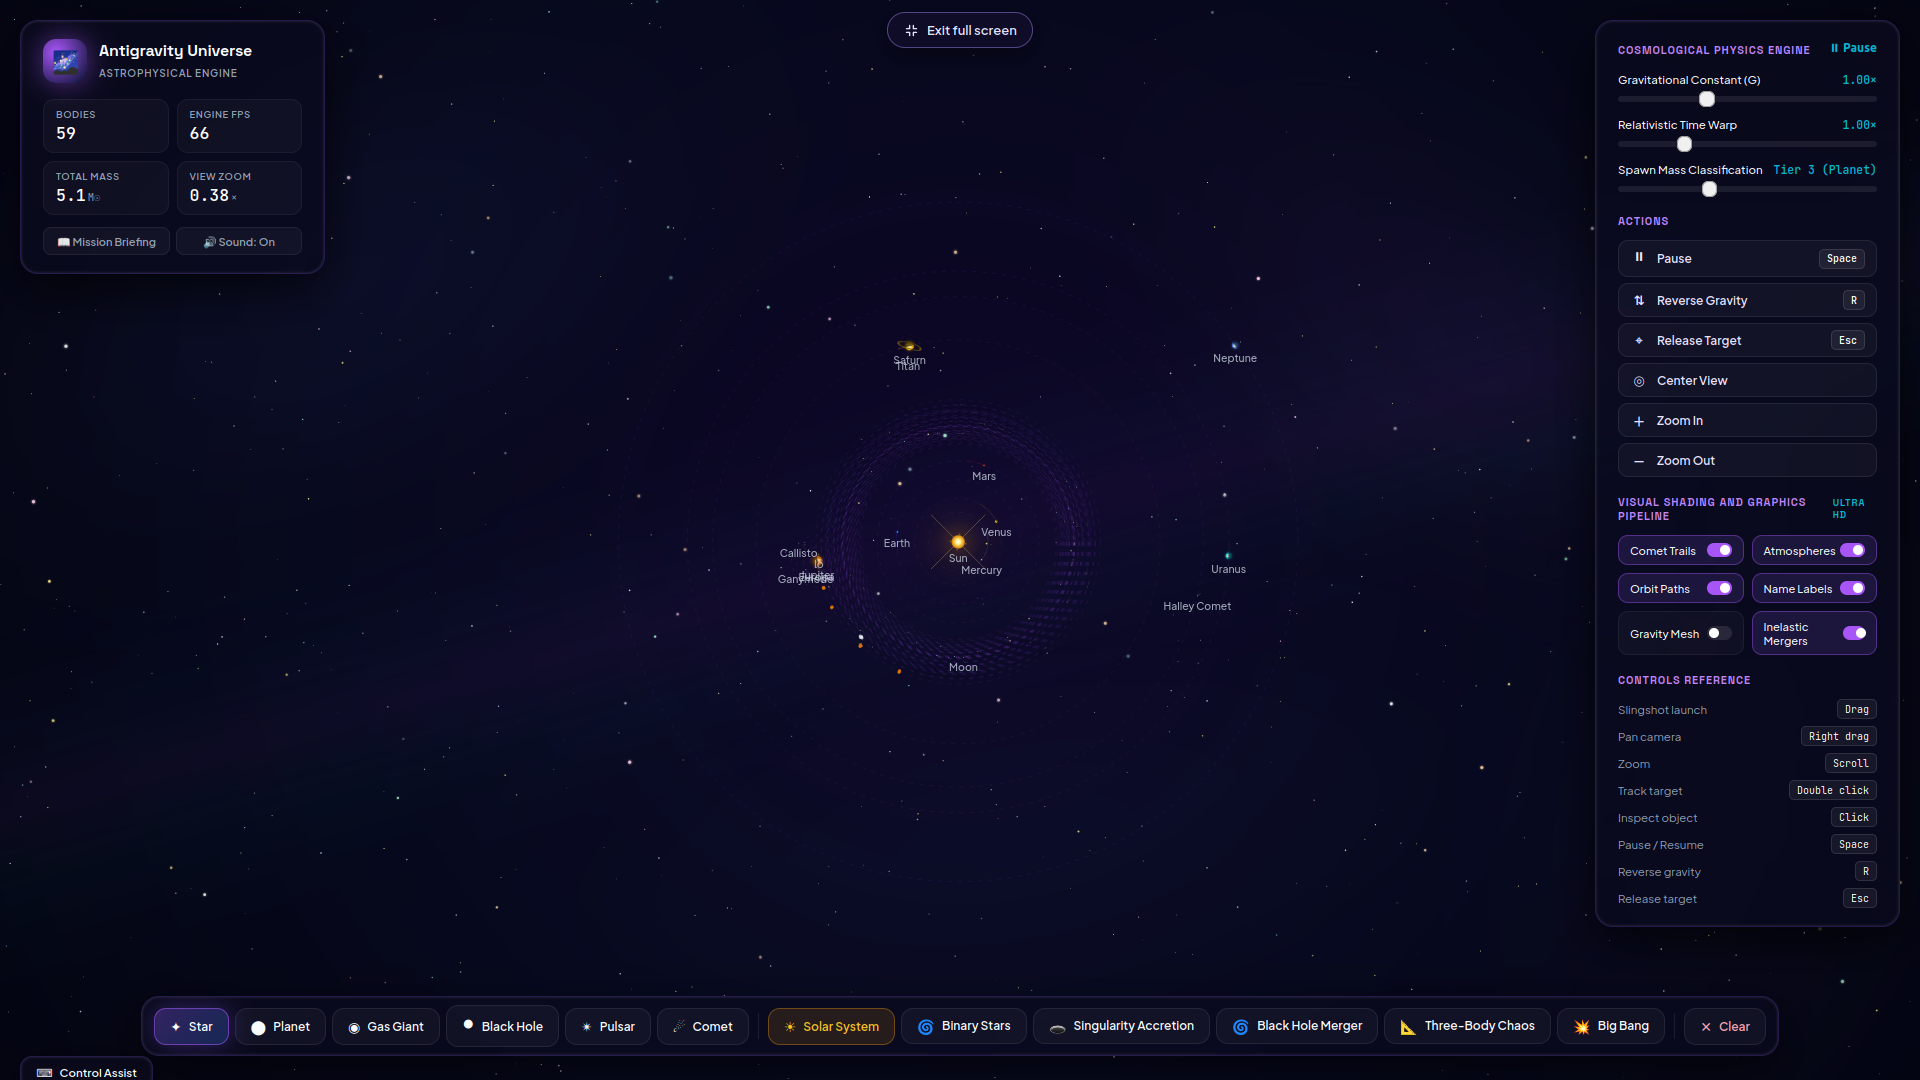 Exit full screen
Antigravity Universe
ASTROPHYSICAL ENGINE
BODIES
59
ENGINE FPS
66
TOTAL MASS
5.1 M☉
VIEW ZOOM
0.38×
📖 Mission Briefing
🔊 Sound: On
COSMOLOGICAL PHYSICS ENGINE
⏸ Pause
Gravitational Constant (G)
1.00×
Relativistic Time Warp
1.00×
Spawn Mass Classification
Tier 3 (Planet)
ACTIONS
Pause
Space
Reverse Gravity
R
Release Target
Esc
Center View
Zoom In
Zoom Out
VISUAL SHADING AND GRAPHICS
PIPELINE
ULTRA
HD
Comet Trails
Atmospheres
Orbit Paths
Name Labels
Gravity Mesh
Inelastic
Mergers
CONTROLS REFERENCE
Slingshot launch
Drag
Pan camera
Right drag
Zoom
Scroll
Track target
Double click
Inspect object
Click
Pause / Resume
Space
Reverse gravity
R
Release target
Esc
Saturn
Titan
Neptune
Mars
Venus
Earth
Sun
Mercury
Callisto
Io
Jupiter
Ganymede
Uranus
Halley Comet
Moon
Star
Planet
Gas Giant
Black Hole
Pulsar
Comet
Solar System
Binary Stars
Singularity Accretion
Black Hole Merger
Three-Body Chaos
Big Bang
Clear
Control Assist